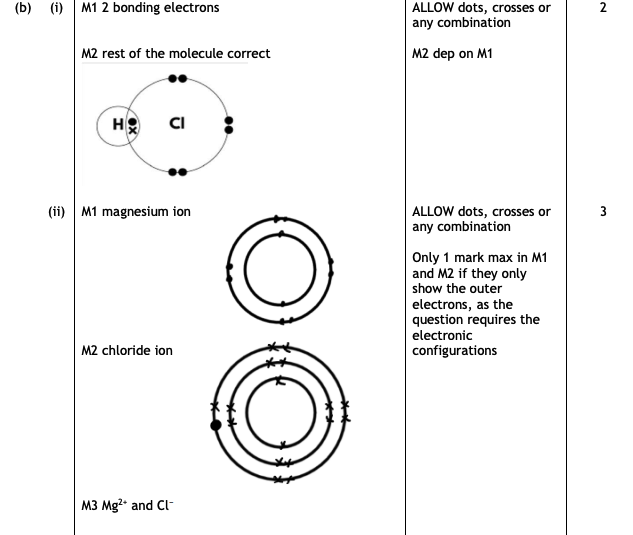 (b) (i) M1 2 bonding electrons ALLOW dots, crosses or 2
any combination
M2 rest of the molecule correct M2 dep on M1
H Cl
(ii) M1 magnesium ion ALLOW dots, crosses or 3
any combination
Only 1 mark max in M1
and M2 if they only
show the outer
electrons, as the
question requires the
electronic
configurations
M2 chloride ion
M3 Mg²⁺ and Cl⁻